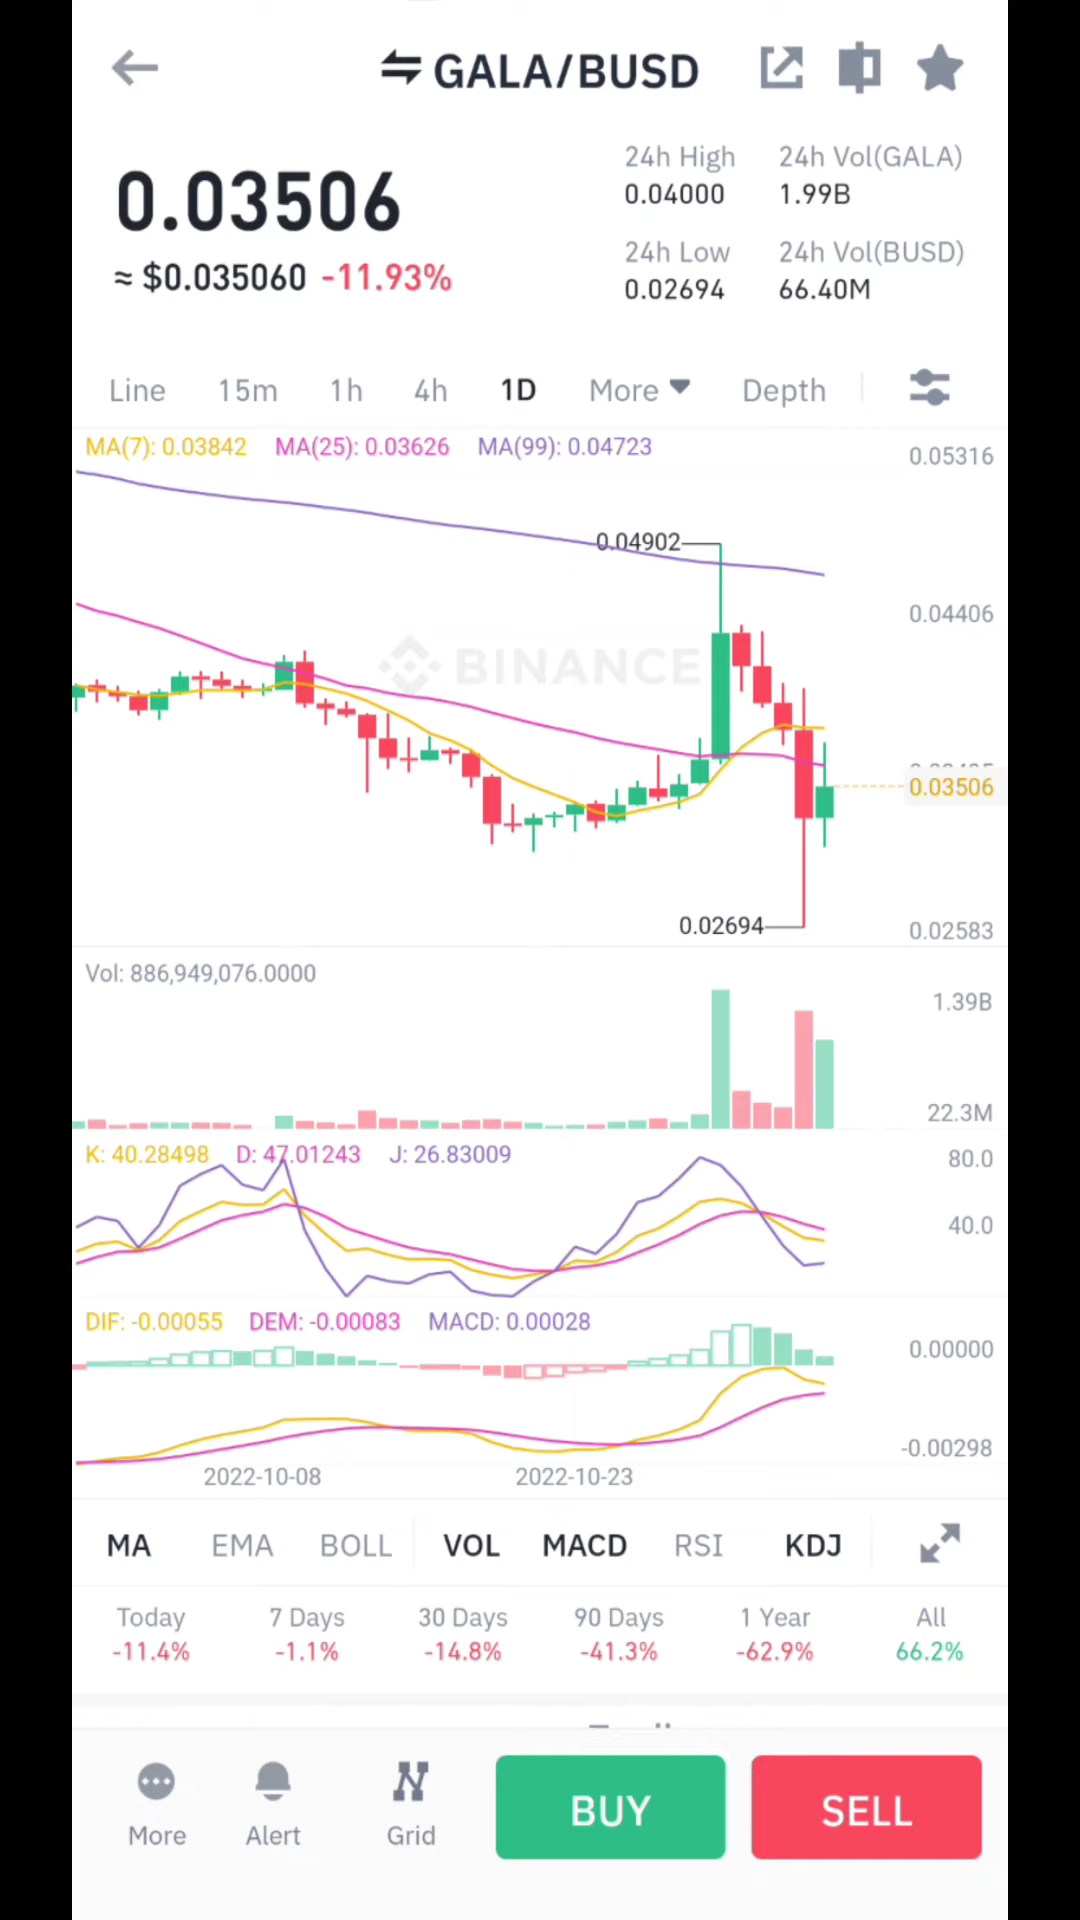 GALA/BUSD
0.03506
≈ $0.035060 -11.93%
24h High
0.04000
24h Vol(GALA)
1.99B
24h Low
0.02694
24h Vol(BUSD)
66.40M
Line 15m 1h 4h 1D More Depth
MA(7): 0.03842 MA(25): 0.03626 MA(99): 0.04723
0.05316
0.04902
0.04406
BINANCE
0.03506
0.02694
0.02583
Vol: 886,949,076.0000
1.39B
22.3M
K: 40.28498 D: 47.01243 J: 26.83009
80.0
40.0
DIF: -0.00055 DEM: -0.00083 MACD: 0.00028
0.00000
-0.00298
2022-10-08 2022-10-23
MA EMA BOLL VOL MACD RSI KDJ
Today 7 Days 30 Days 90 Days 1 Year All
-11.4% -1.1% -14.8% -41.3% -62.9% 66.2%
More Alert Grid BUY SELL